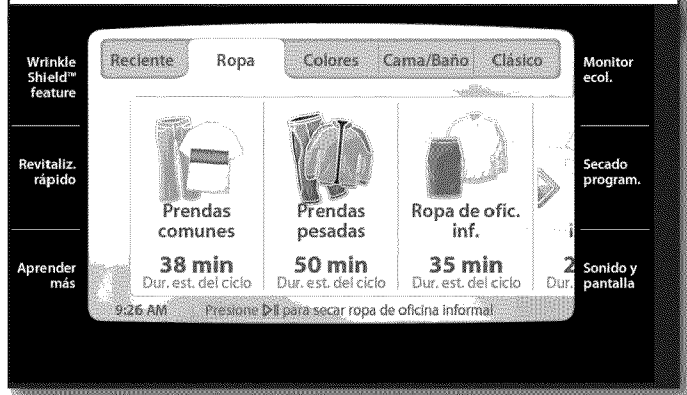 Wrinkle
Shield™
feature
Revitaliz.
rápido
Aprender
más
Reciente Ropa Colores Cama/Baño Clásico
Prendas
comunes
38 min
Dur. est. del ciclo
Prendas
pesadas
50 min
Dur. est. del ciclo
Ropa de ofic.
inf.
35 min
Dur. est. del ciclo
i
2
Dur.
9:26 AM Presione ▷II para secar ropa de oficina informal
Monitor
ecol.
Secado
program.
Sonido y
pantalla